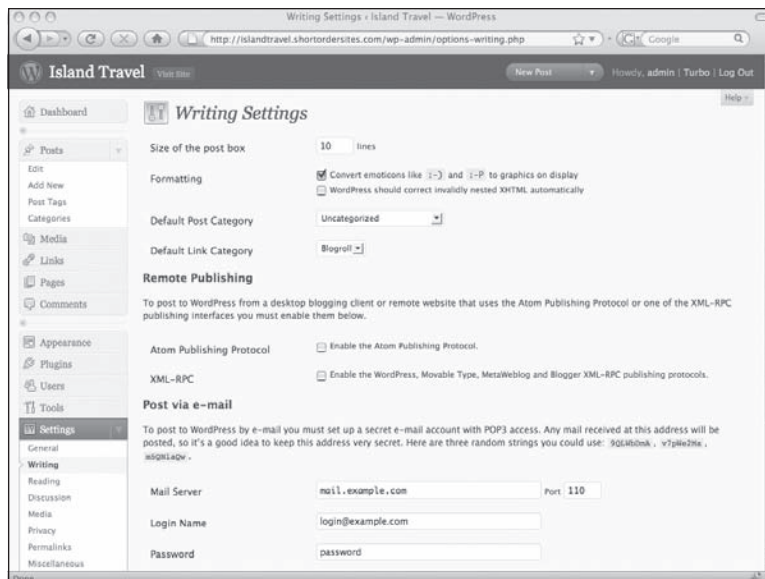 Writing Settings ‹ Island Travel — WordPress
http://islandtravel.shortordersites.com/wp-admin/options-writing.php
Google
Island Travel
Visit Site
New Post
Howdy, admin | Turbo | Log Out
Help
Dashboard
Posts
Edit
Add New
Post Tags
Categories
Media
Links
Pages
Comments
Appearance
Plugins
Users
Tools
Settings
General
Writing
Reading
Discussion
Media
Privacy
Permalinks
Miscellaneous
Writing Settings
Size of the post box
10 lines
Formatting
Convert emoticons like :-) and :-P to graphics on display
WordPress should correct invalidly nested XHTML automatically
Default Post Category
Uncategorized
Default Link Category
Blogroll
Remote Publishing
To post to WordPress from a desktop blogging client or remote website that uses the Atom Publishing Protocol or one of the XML-RPC
publishing interfaces you must enable them below.
Atom Publishing Protocol
Enable the Atom Publishing Protocol.
XML-RPC
Enable the WordPress, Movable Type, MetaWeblog and Blogger XML-RPC publishing protocols.
Post via e-mail
To post to WordPress by e-mail you must set up a secret e-mail account with POP3 access. Any mail received at this address will be
posted, so it's a good idea to keep this address very secret. Here are three random strings you could use:
Mail Server
mail.example.com Port 110
Login Name
login@example.com
Password
password
Done